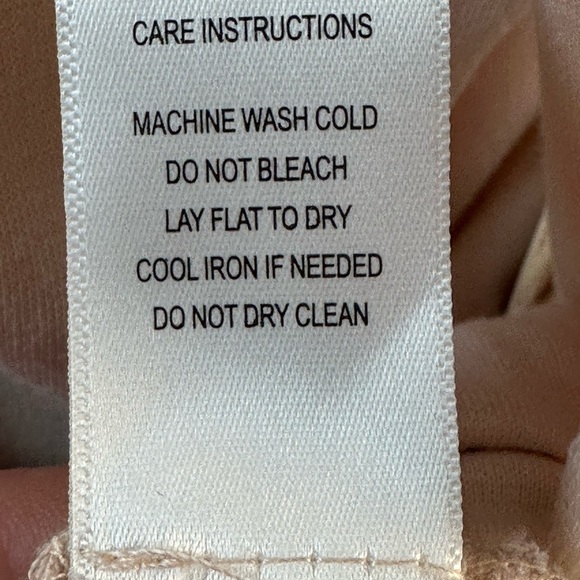 CARE INSTRUCTIONS
MACHINE WASH COLD
DO NOT BLEACH
LAY FLAT TO DRY
COOL IRON IF NEEDED
DO NOT DRY CLEAN